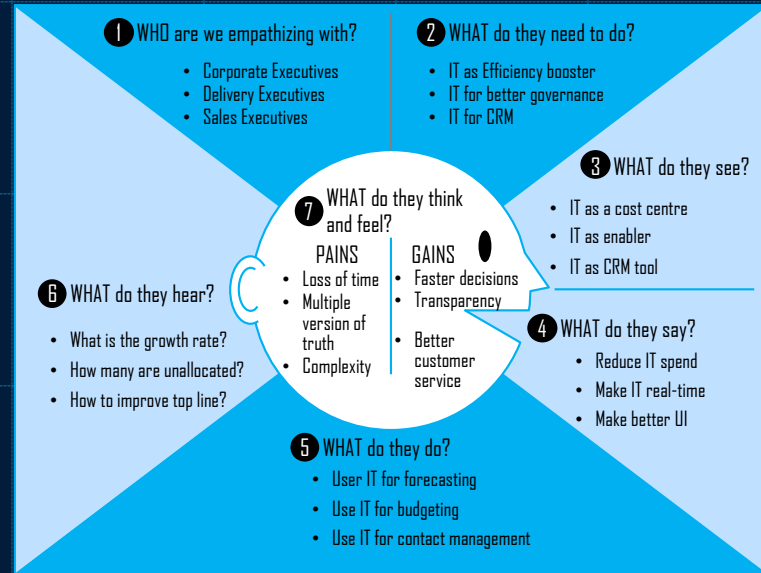 1 WHO are we empathizing with?
• Corporate Executives
• Delivery Executives
• Sales Executives
2 WHAT do they need to do?
• IT as Efficiency booster
• IT for better governance
• IT for CRM
3 WHAT do they see?
• IT as a cost centre
• IT as enabler
• IT as CRM tool
4 WHAT do they say?
• Reduce IT spend
• Make IT real-time
• Make better UI
5 WHAT do they do?
• User IT for forecasting
• Use IT for budgeting
• Use IT for contact management
6 WHAT do they hear?
• What is the growth rate?
• How many are unallocated?
• How to improve top line?
7 WHAT do they think
and feel?
PAINS
• Loss of time
• Multiple
version of
truth
• Complexity
GAINS
• Faster decisions
• Transparency
• Better
customer
service